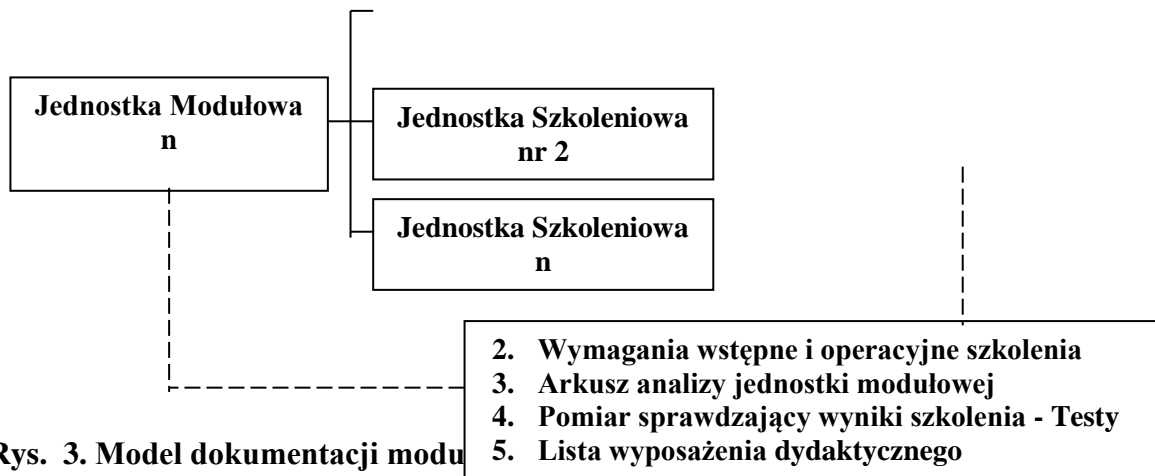 Jednostka Modułowa
n
Jednostka Szkoleniowa
nr 2
Jednostka Szkoleniowa
n
2. Wymagania wstępne i operacyjne szkolenia
3. Arkusz analizy jednostki modułowej
4. Pomiar sprawdzający wyniki szkolenia - Testy
5. Lista wyposażenia dydaktycznego
Rys. 3. Model dokumentacji modu